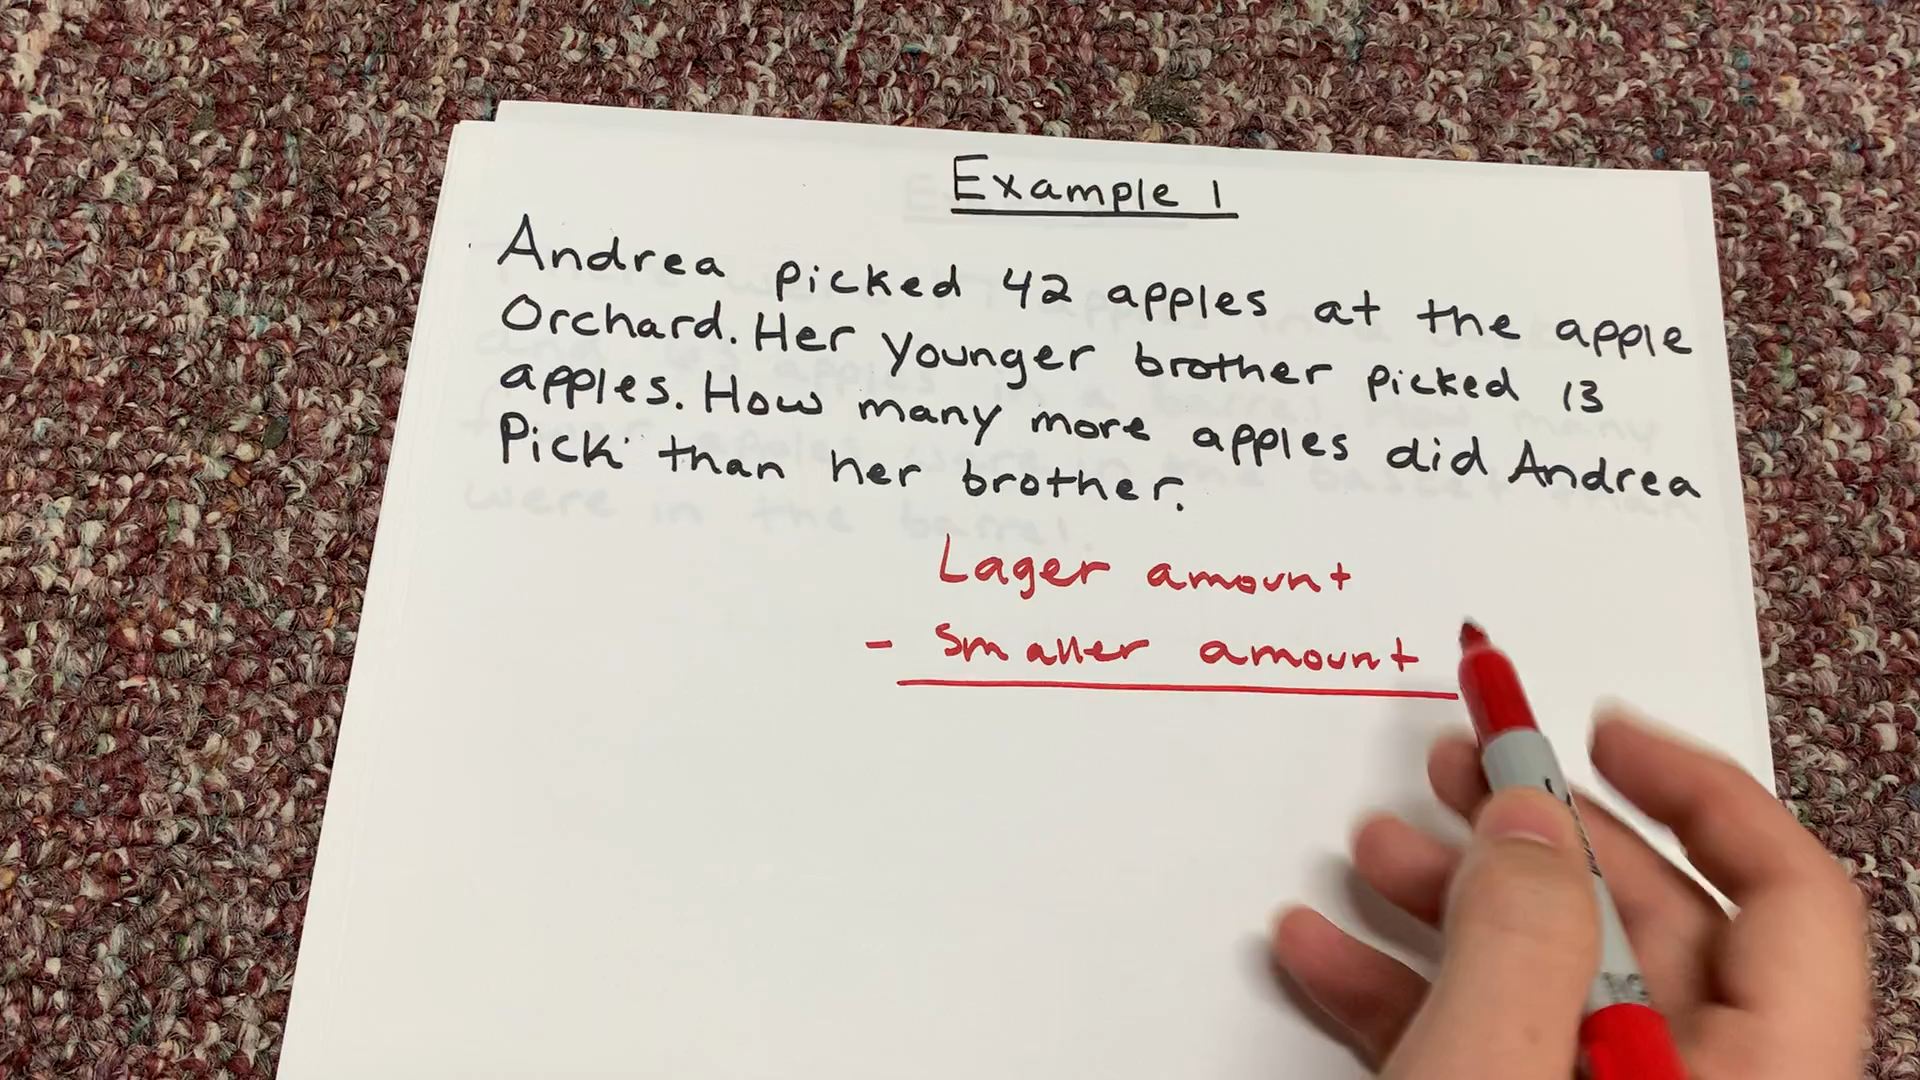 Example 1
Andrea picked 42 apples at the apple
Orchard. Her younger brother picked 13
apples. How many more apples did Andrea
Pick than her brother.
Lager amount
- Smaller amount